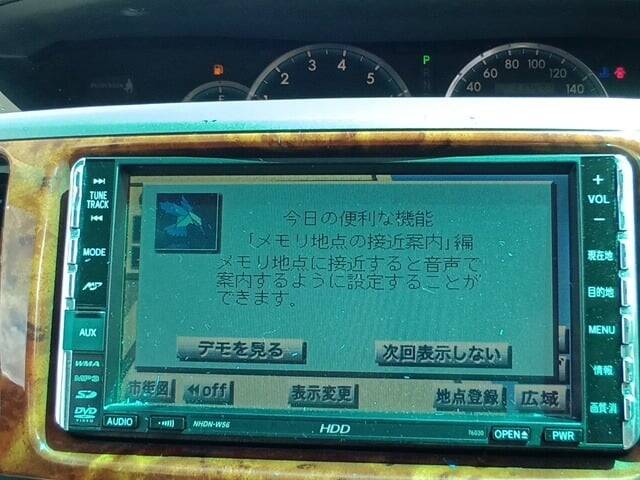 P
2 3 4 5
40 60
120 140
E
TUNE
TRACK
MODE
AUX
WMA
MP3
SD
DVD
VIDEO
AUDIO
今日の便利な機能
「メモリ地点の接近案内」編
メモリ地点に接近すると音声で
案内するように設定することが
できます。
デモを見る
次回表示しない
市街図
off
表示変更
地点登録
広域
+
VOL
−
現在地
目的地
MENU
情報
画質・消
NHDN-W56
HDD
T6030
OPEN
PWR